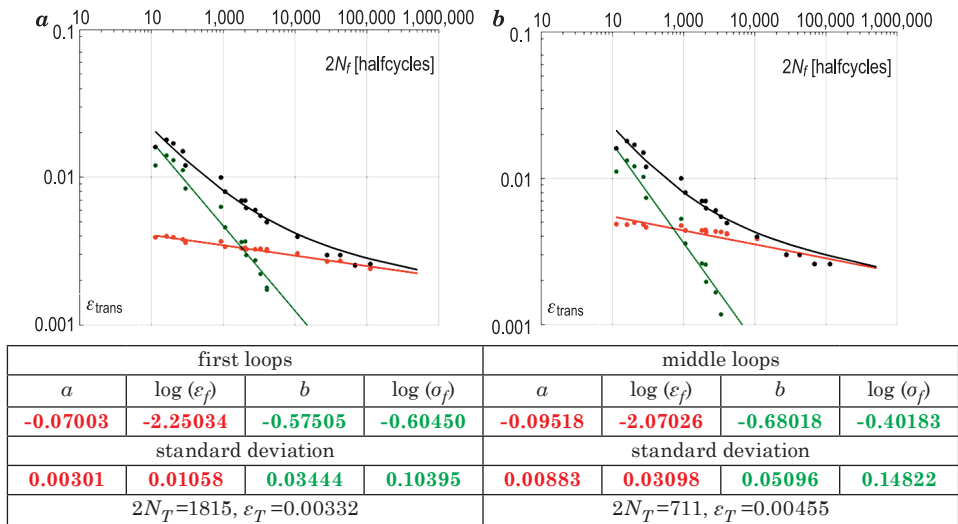 a 10 10 1,000 10,000 100,000 1,000,000
0.1
2Nf [halfcycles]
0.01
0.001
εtrans
b 10 10 1,000 10,000 100,000 1,000,000
0.1
2Nf [halfcycles]
0.01
0.001
εtrans
first loops middle loops
a log (εf) b log (σf) a log (εf) b log (σf)
-0.07003 -2.25034 -0.57505 -0.60450 -0.09518 -2.07026 -0.68018 -0.40183
standard deviation standard deviation
0.00301 0.01058 0.03444 0.10395 0.00883 0.03098 0.05096 0.14822
2NT=1815, εT=0.00332 2NT=711, εT=0.00455